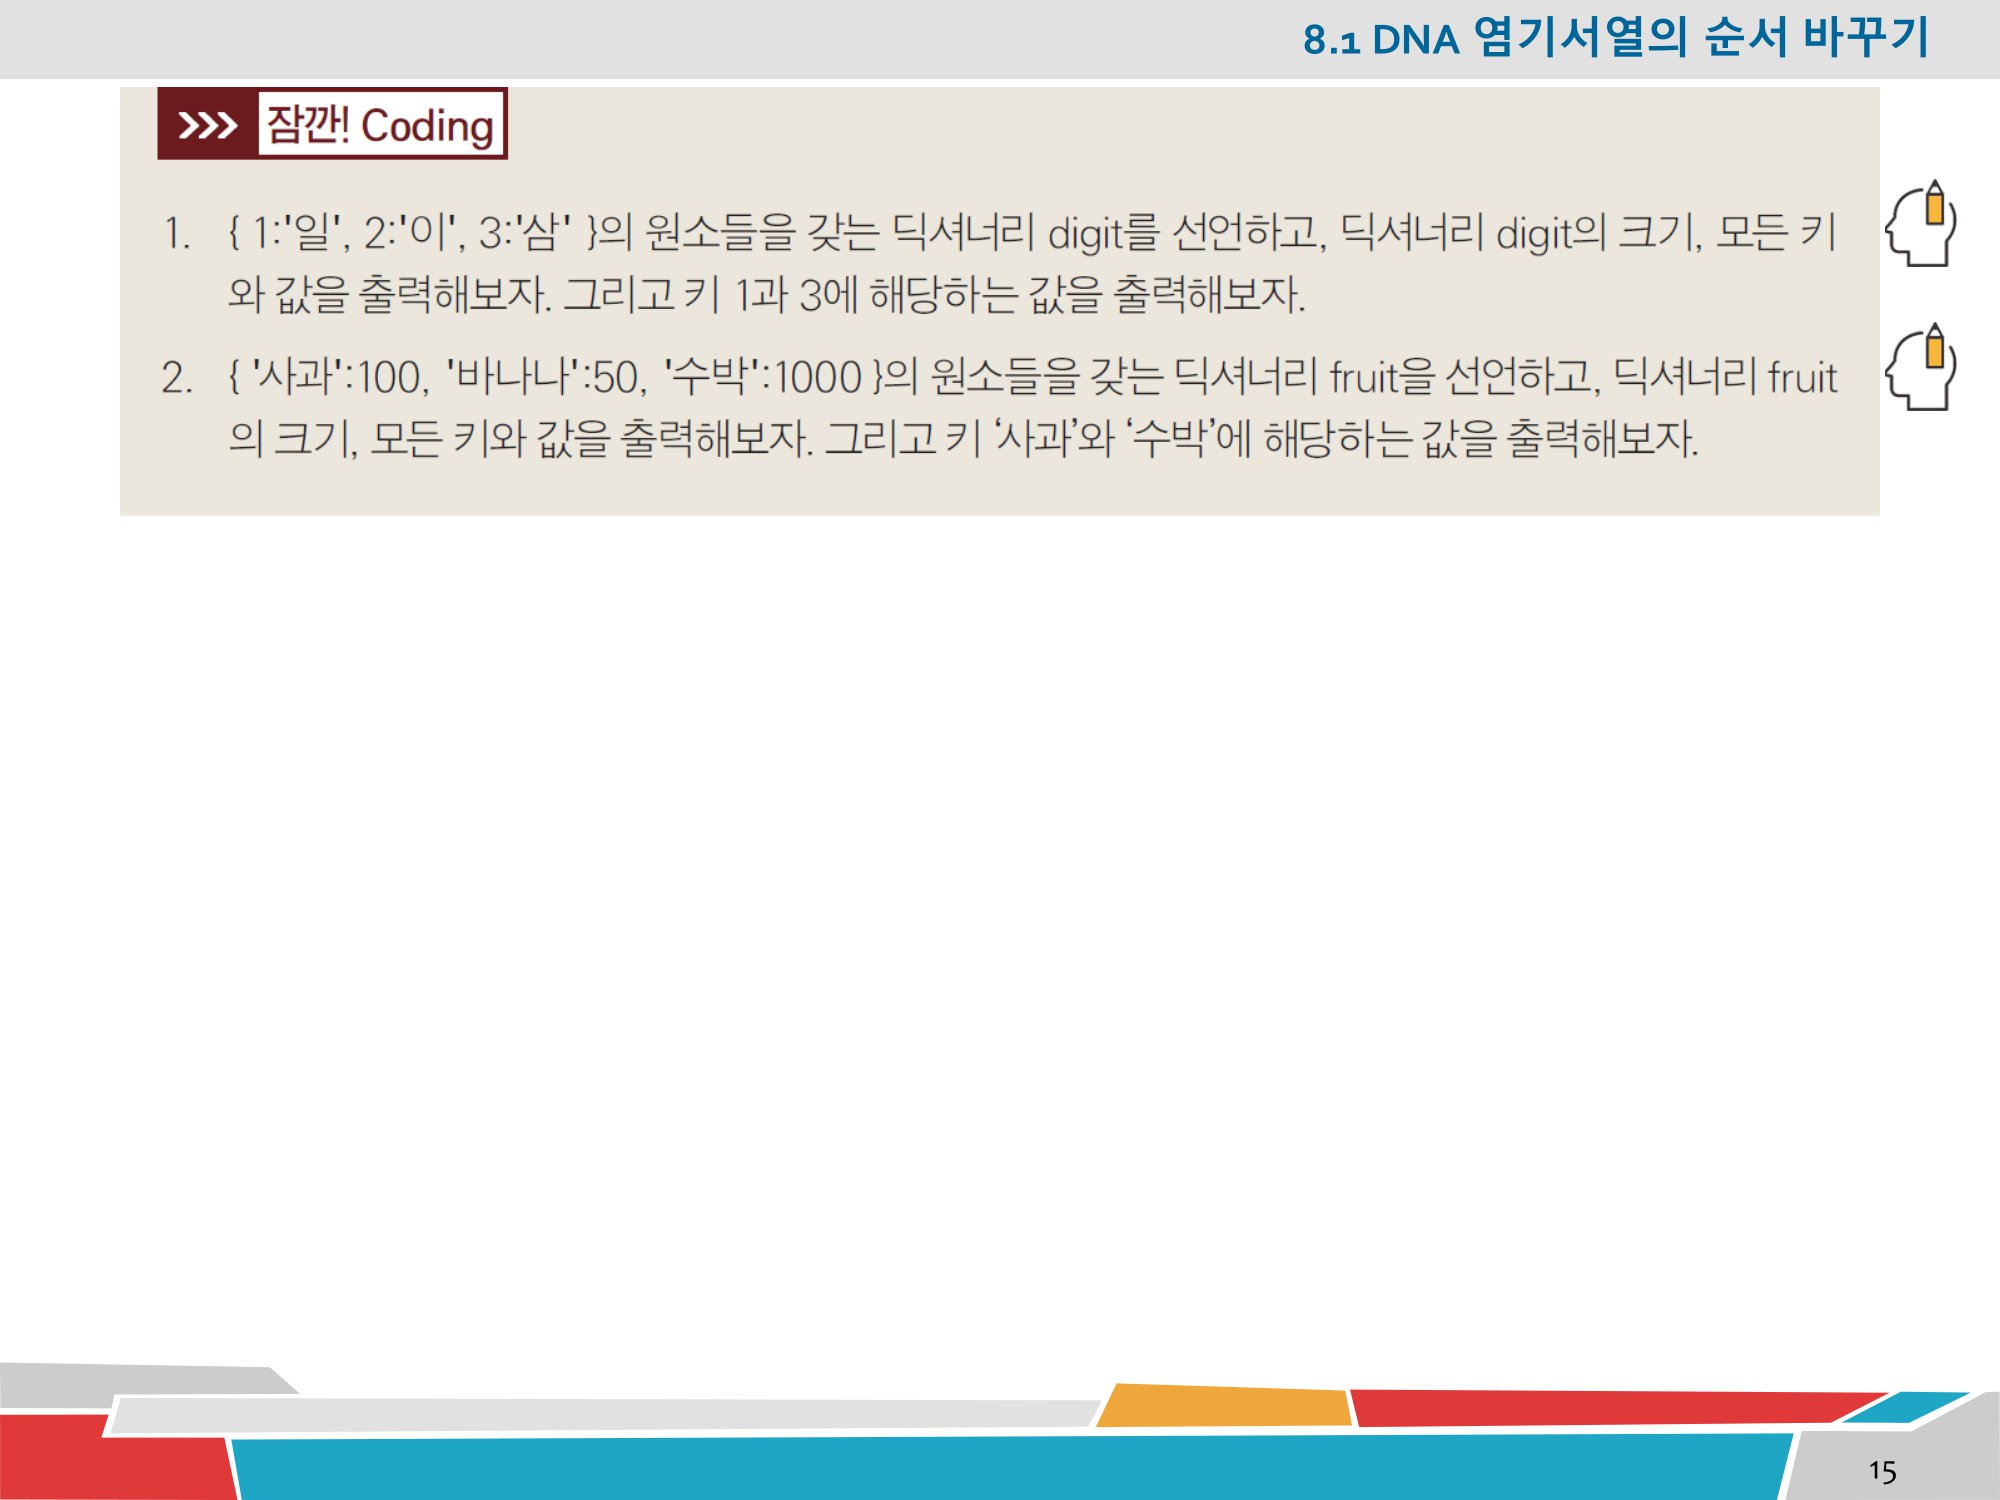 8.1 DNA 염기서열의 순서 바꾸기
잠깐! Coding
1. { 1:'일', 2:'이', 3:'삼' }의 원소들을 갖는 딕셔너리 digit를 선언하고, 딕셔너리 digit의 크기, 모든 키
와 값을 출력해보자. 그리고 키 1과 3에 해당하는 값을 출력해보자.
2. { '사과':100, '바나나':50, '수박':1000 }의 원소들을 갖는 딕셔너리 fruit을 선언하고, 딕셔너리 fruit
의 크기, 모든 키와 값을 출력해보자. 그리고 키 ‘사과’와 ‘수박’에 해당하는 값을 출력해보자.
15